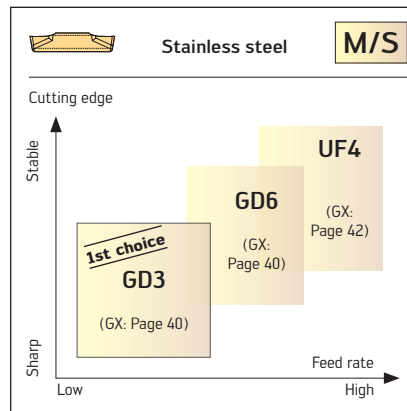 Stainless steel
M/S
Cutting edge
Stable
Sharp
UF4
(GX:
Page 42)
GD6
(GX:
Page 40)
1st choice
GD3
(GX: Page 40)
Feed rate
Low
High